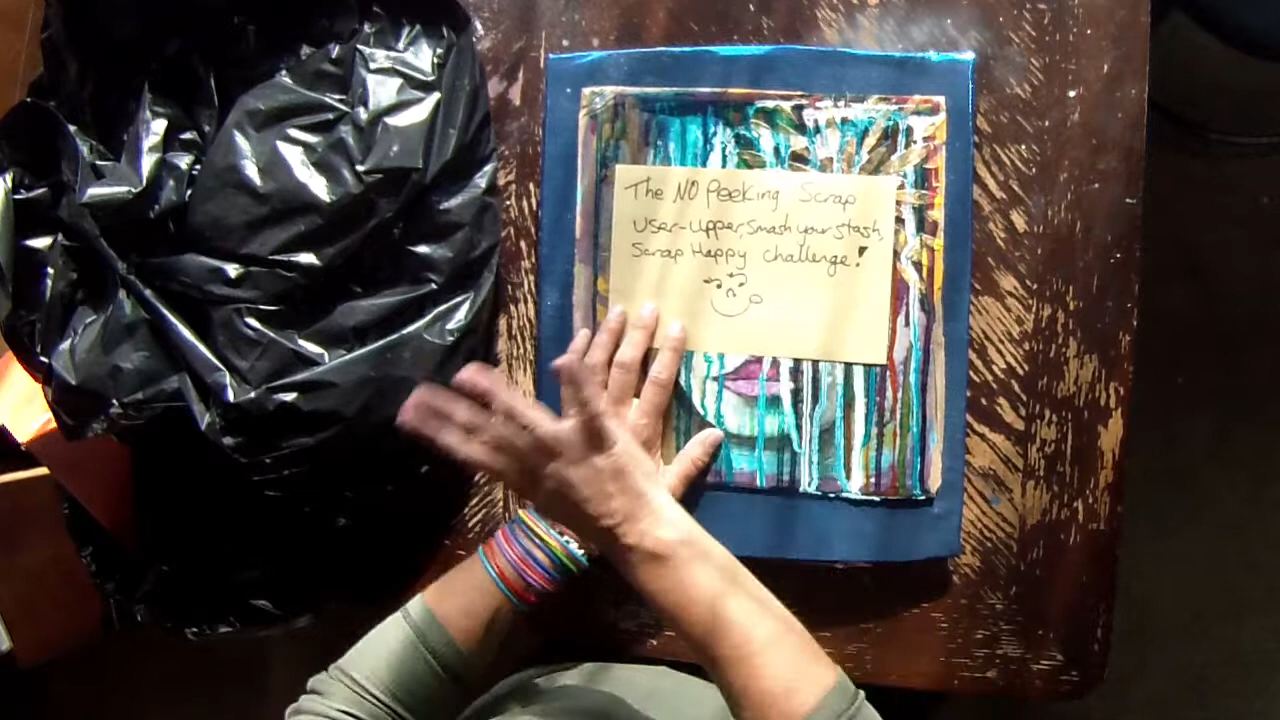 The NO Peeking Scrap
User-Upper, Smash your stash,
Scrap Happy challenge!